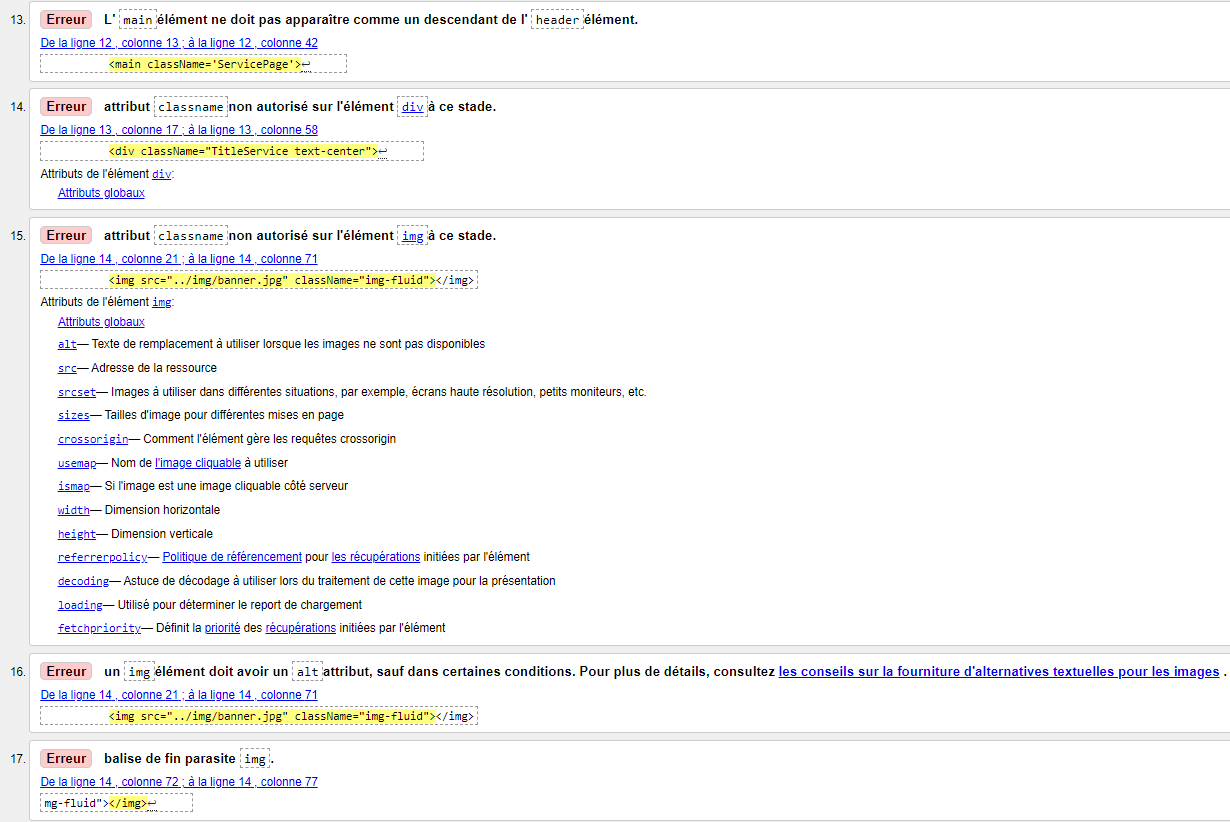 13. Erreur L' main élément ne doit pas apparaître comme un descendant de l' header élément.
De la ligne 12 , colonne 13 ; à la ligne 12 , colonne 42
<main className='ServicePage'>↩
14. Erreur attribut classname non autorisé sur l'élément div à ce stade.
De la ligne 13 , colonne 17 ; à la ligne 13 , colonne 58
<div className="TitleService text-center">↩
Attributs de l'élément div:
Attributs globaux
15. Erreur attribut classname non autorisé sur l'élément img à ce stade.
De la ligne 14 , colonne 21 ; à la ligne 14 , colonne 71
<img src="../img/banner.jpg" className="img-fluid"></img>
Attributs de l'élément img:
Attributs globaux
alt— Texte de remplacement à utiliser lorsque les images ne sont pas disponibles
src— Adresse de la ressource
srcset— Images à utiliser dans différentes situations, par exemple, écrans haute résolution, petits moniteurs, etc.
sizes— Tailles d'image pour différentes mises en page
crossorigin— Comment l'élément gère les requêtes crossorigin
usemap— Nom de l'image cliquable à utiliser
ismap— Si l'image est une image cliquable côté serveur
width— Dimension horizontale
height— Dimension verticale
referrerpolicy— Politique de référencement pour les récupérations initiées par l'élément
decoding— Astuce de décodage à utiliser lors du traitement de cette image pour la présentation
loading— Utilisé pour déterminer le report de chargement
fetchpriority— Définit la priorité des récupérations initiées par l'élément
16. Erreur un img élément doit avoir un alt attribut, sauf dans certaines conditions. Pour plus de détails, consultez les conseils sur la fourniture d'alternatives textuelles pour les images .
De la ligne 14 , colonne 21 ; à la ligne 14 , colonne 71
<img src="../img/banner.jpg" className="img-fluid"></img>
17. Erreur balise de fin parasite img.
De la ligne 14 , colonne 72 ; à la ligne 14 , colonne 77
mg-fluid"></img>↩